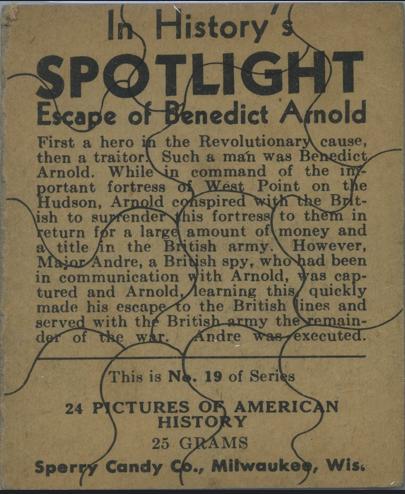 In History's
SPOTLIGHT
Escape of Benedict Arnold
First a hero in the Revolutionary cause,
then a traitor. Such a man was Benedict
Arnold. While in command of the im-
portant fortress of West Point on the
Hudson, Arnold conspired with the Brit-
ish to surrender this fortress to them in
return for a large amount of money and
a title in the British army. However,
Major Andre, a British spy, who had been
in communication with Arnold, was cap-
tured and Arnold, learning this, quickly
made his escape to the British lines and
served with the British army the remain-
der of the war. Andre was executed.
This is No. 19 of Series
24 PICTURES OF AMERICAN
HISTORY
25 GRAMS
Sperry Candy Co., Milwaukee, Wis.